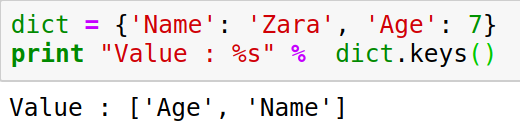 dict = {'Name': 'Zara', 'Age': 7}
print "Value : %s" %  dict.keys()
Value : ['Age', 'Name']